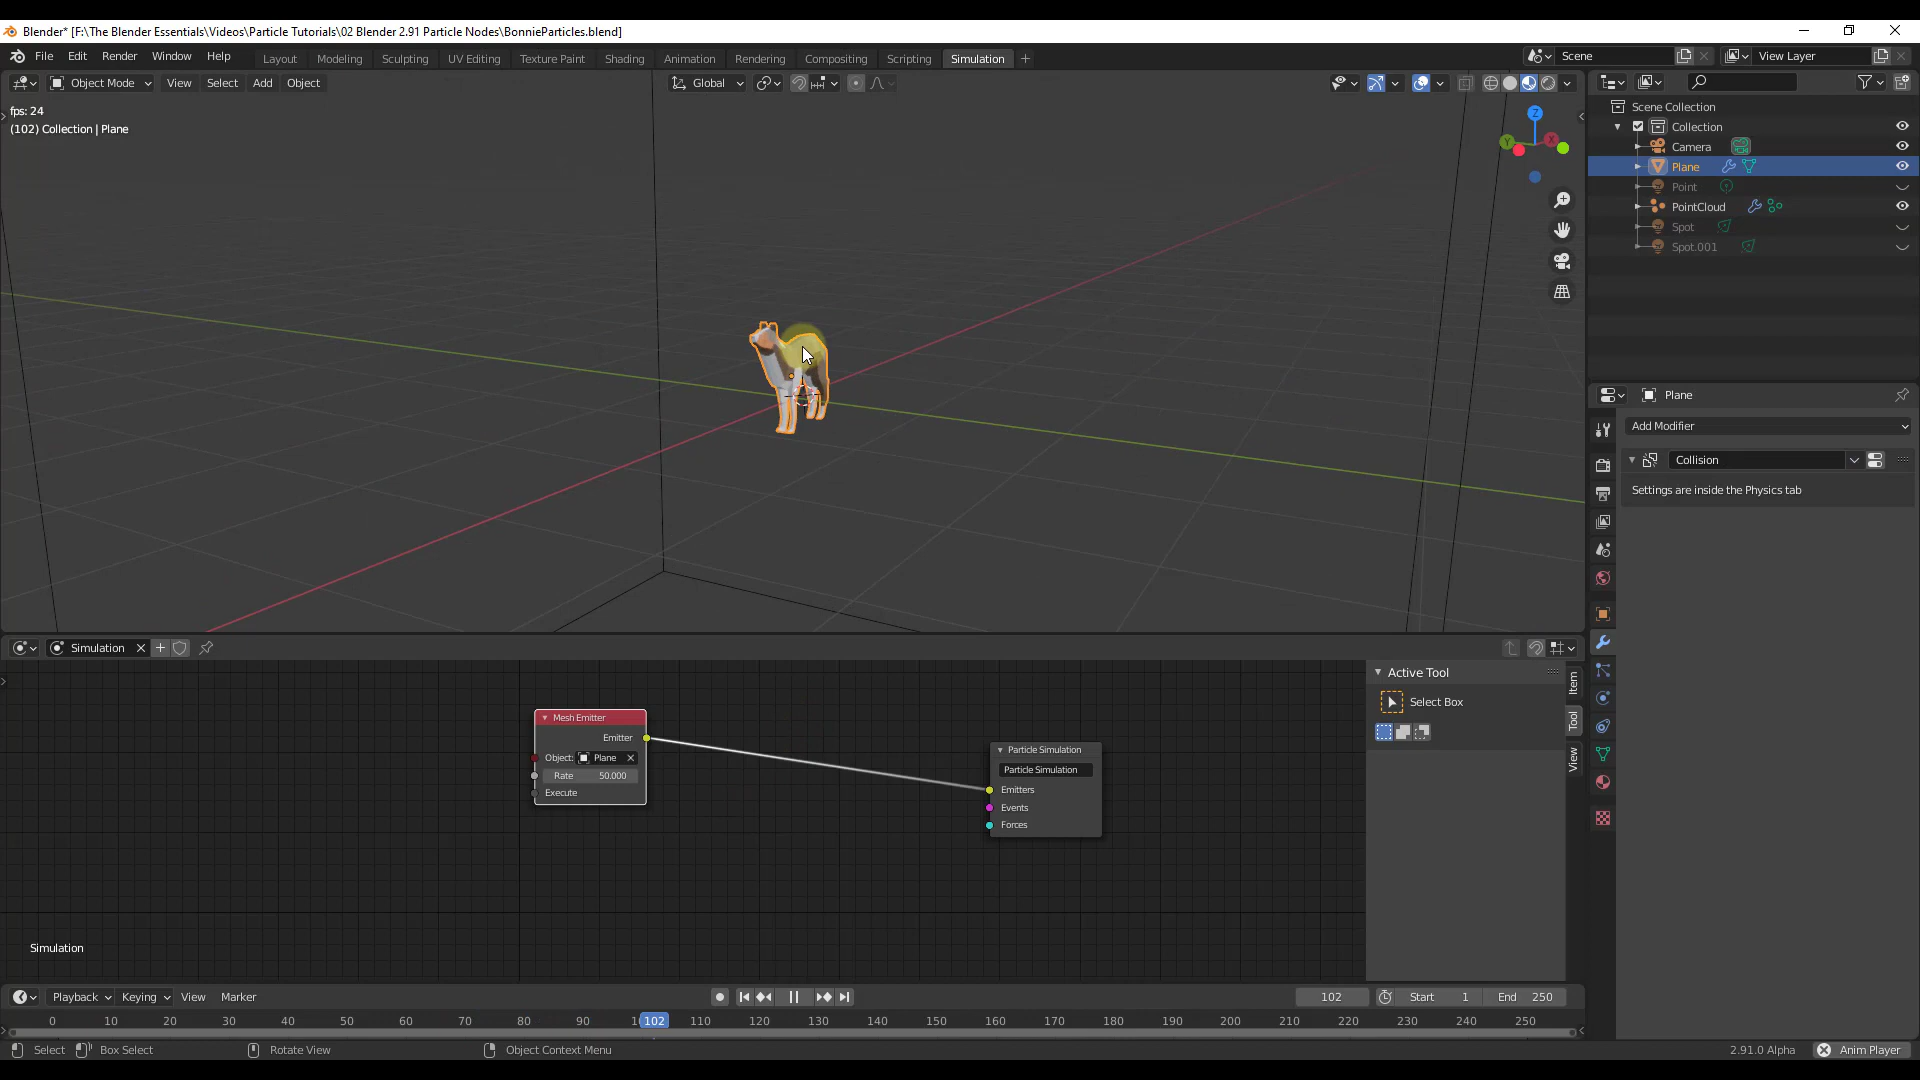 Blender* [F:\The Blender Essentials\Videos\Particle Tutorials\02 Blender 2.91 Particle Nodes\BonnieParticles.blend]
File Edit Render Window Help Layout Modeling Sculpting UV Editing Texture Paint Shading Animation Rendering Compositing Scripting Simulation + Scene View Layer
Object Mode View Select Add Object Global
fps: 24
(102) Collection | Plane
Z
Y
X
Scene Collection
Collection
Camera
Plane
Point
PointCloud
Spot
Spot.001
Plane
Add Modifier
Collision
Settings are inside the Physics tab
Simulation
Mesh Emitter
Emitter
Object: Plane
Rate 50.000
Execute
Particle Simulation
Particle Simulation
Emitters
Events
Forces
Active Tool
Select Box
Item
Tool
View
Simulation
Playback Keying View Marker 102 Start 1 End 250
0 10 20 30 40 50 60 70 80 90 102 110 120 130 140 150 160 170 180 190 200 210 220 230 240 250
Select Box Select Rotate View Object Context Menu 2.91.0 Alpha Anim Player